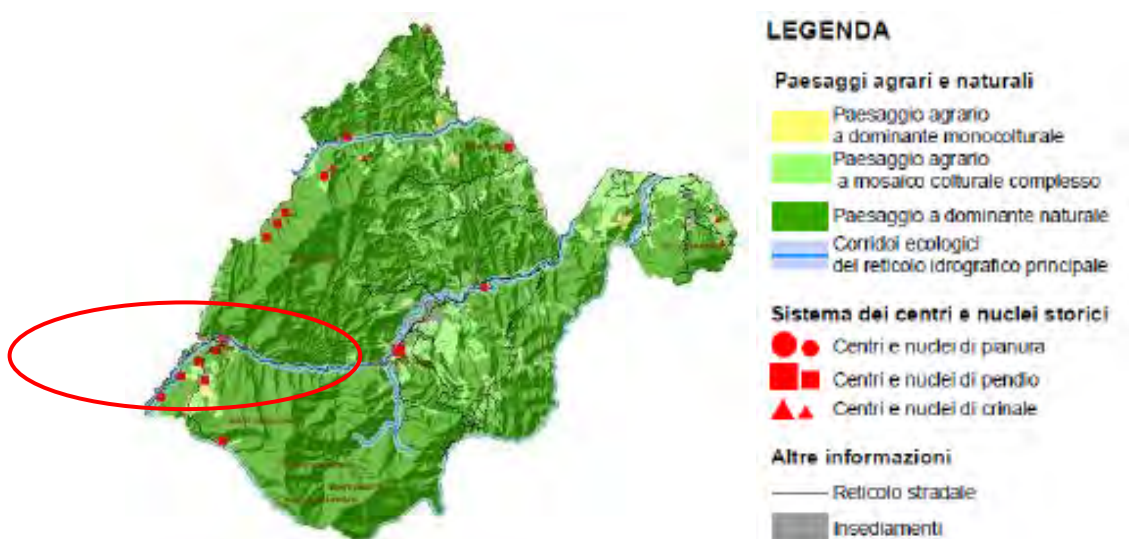 LEGENDA
Paesaggi agrari e naturali
Paesaggio agrario
a dominante monocolturale
Paesaggio agrario
a mosaico colturale complesso
Paesaggio a dominante naturale
Corridoi ecologici
del reticolo idrografico principale
Sistema dei centri e nuclei storici
Centri e nuclei di pianura
Centri e nuclei di pendio
Centri e nuclei di crinale
Altre informazioni
Reticolo stradale
Insediamenti